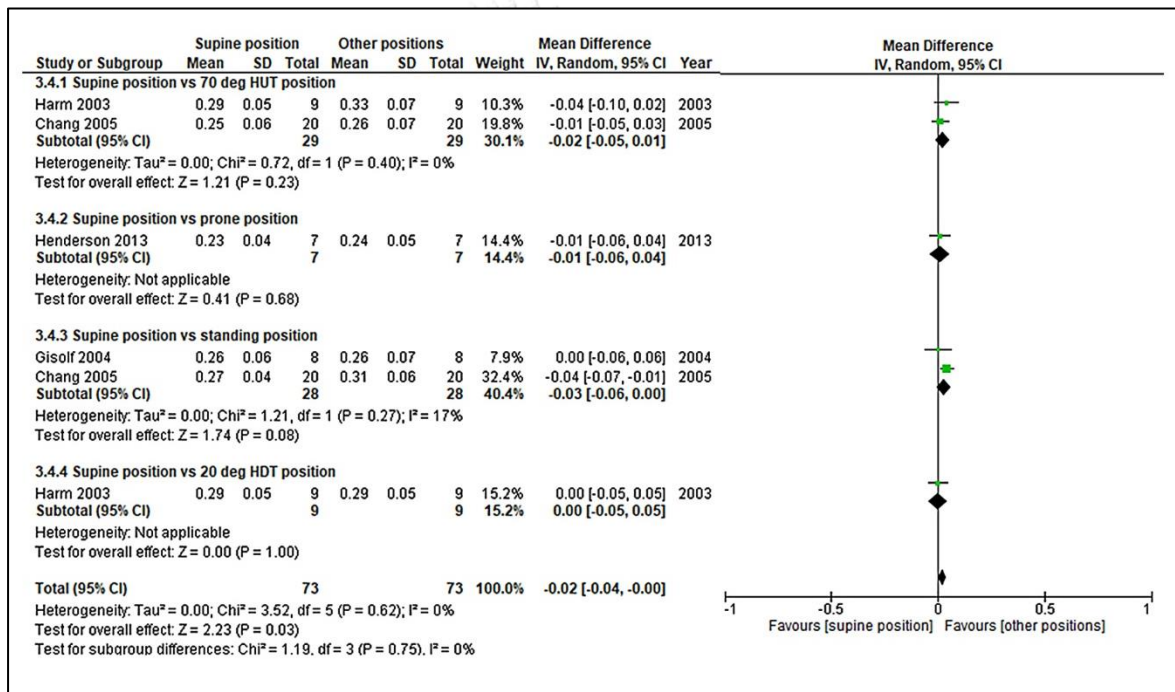 Supine position Other positions Mean Difference Mean Difference
Study or Subgroup Mean SD Total Mean SD Total Weight IV, Random, 95% CI Year IV, Random, 95% CI
3.4.1 Supine position vs 70 deg HUT position
Harm 2003 0.29 0.05 9 0.33 0.07 9 10.3% -0.04 [-0.10, 0.02] 2003
Chang 2005 0.25 0.06 20 0.26 0.07 20 19.8% -0.01 [-0.05, 0.03] 2005
Subtotal (95% CI) 29 29 30.1% -0.02 [-0.05, 0.01]
Heterogeneity: Tau² = 0.00; Chi² = 0.72, df = 1 (P = 0.40); I² = 0%
Test for overall effect: Z = 1.21 (P = 0.23)
3.4.2 Supine position vs prone position
Henderson 2013 0.23 0.04 7 0.24 0.05 7 14.4% -0.01 [-0.06, 0.04] 2013
Subtotal (95% CI) 7 7 14.4% -0.01 [-0.06, 0.04]
Heterogeneity: Not applicable
Test for overall effect: Z = 0.41 (P = 0.68)
3.4.3 Supine position vs standing position
Gisolf 2004 0.26 0.06 8 0.26 0.07 8 7.9% 0.00 [-0.06, 0.06] 2004
Chang 2005 0.27 0.04 20 0.31 0.06 20 32.4% -0.04 [-0.07, -0.01] 2005
Subtotal (95% CI) 28 28 40.4% -0.03 [-0.06, 0.00]
Heterogeneity: Tau² = 0.00; Chi² = 1.21, df = 1 (P = 0.27); I² = 17%
Test for overall effect: Z = 1.74 (P = 0.08)
3.4.4 Supine position vs 20 deg HDT position
Harm 2003 0.29 0.05 9 0.29 0.05 9 15.2% 0.00 [-0.05, 0.05] 2003
Subtotal (95% CI) 9 9 15.2% 0.00 [-0.05, 0.05]
Heterogeneity: Not applicable
Test for overall effect: Z = 0.00 (P = 1.00)
Total (95% CI) 73 73 100.0% -0.02 [-0.04, -0.00]
Heterogeneity: Tau² = 0.00; Chi² = 3.52, df = 5 (P = 0.62); I² = 0%
Test for overall effect: Z = 2.23 (P = 0.03)
Test for subgroup differences: Chi² = 1.19, df = 3 (P = 0.75), I² = 0%
-1 -0.5 0 0.5 1
Favours [supine position] Favours [other positions]